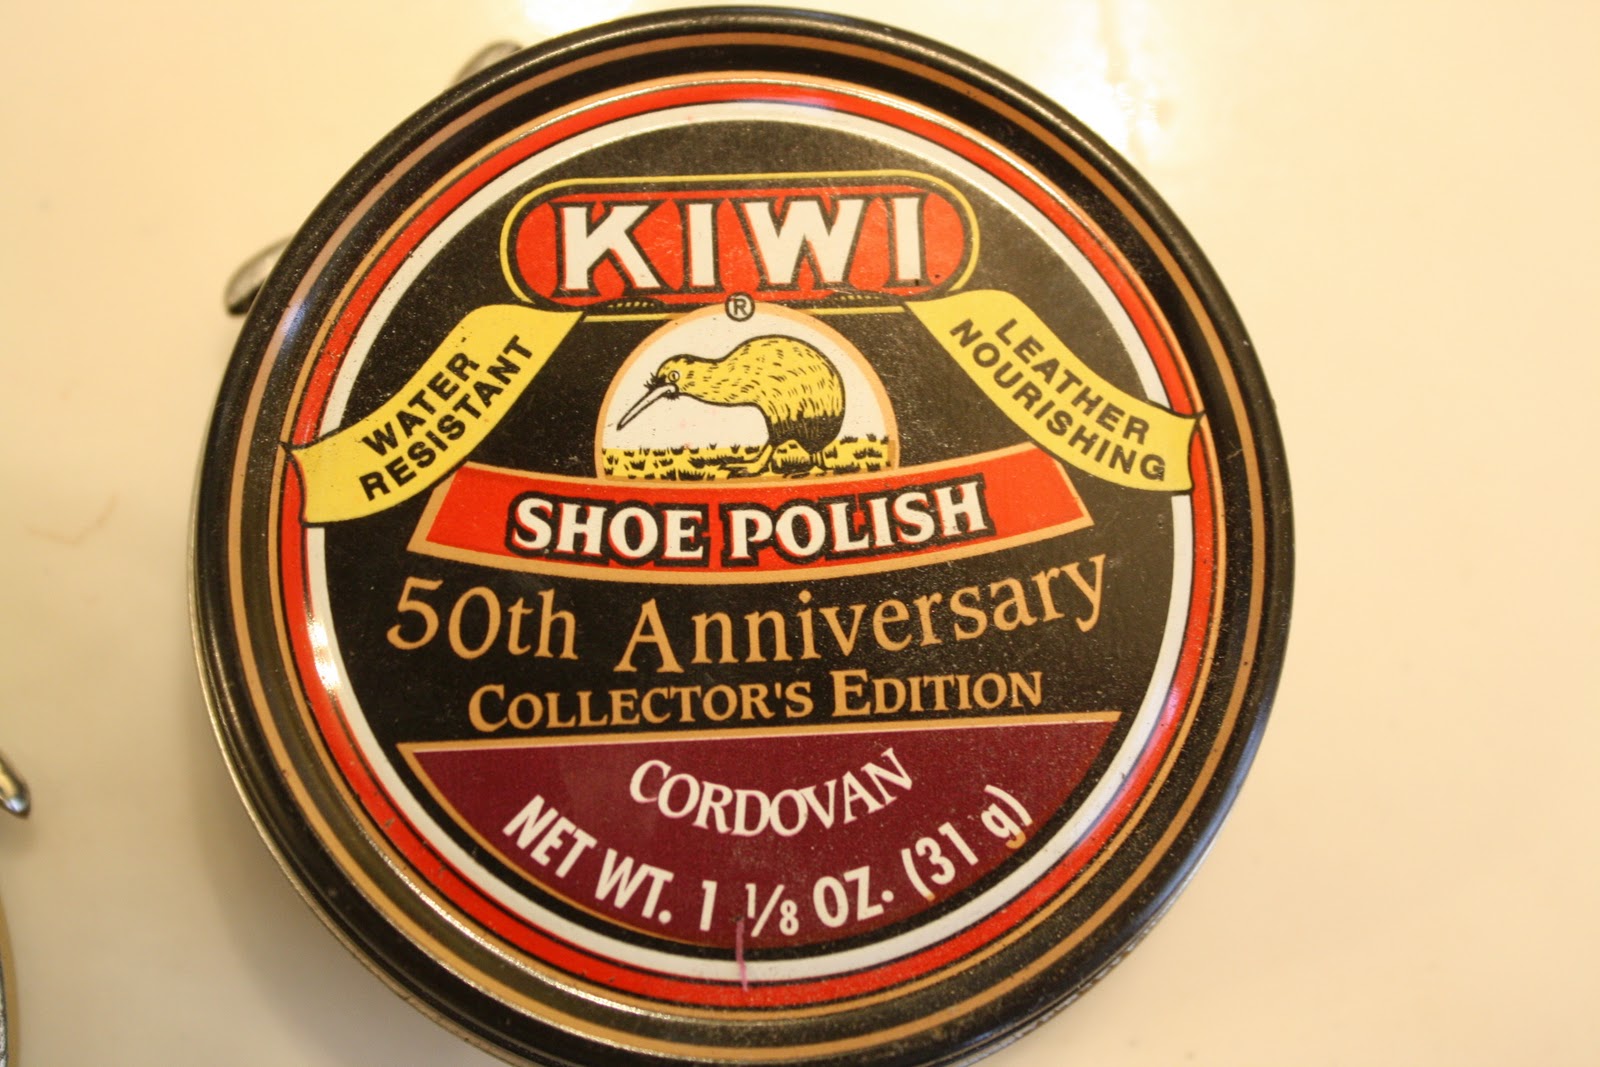 KIWI
®
WATER
RESISTANT
LEATHER
NOURISHING
SHOE POLISH
50th Anniversary
COLLECTOR'S EDITION
CORDOVAN
NET WT. 1 1/8 OZ. (31 g)